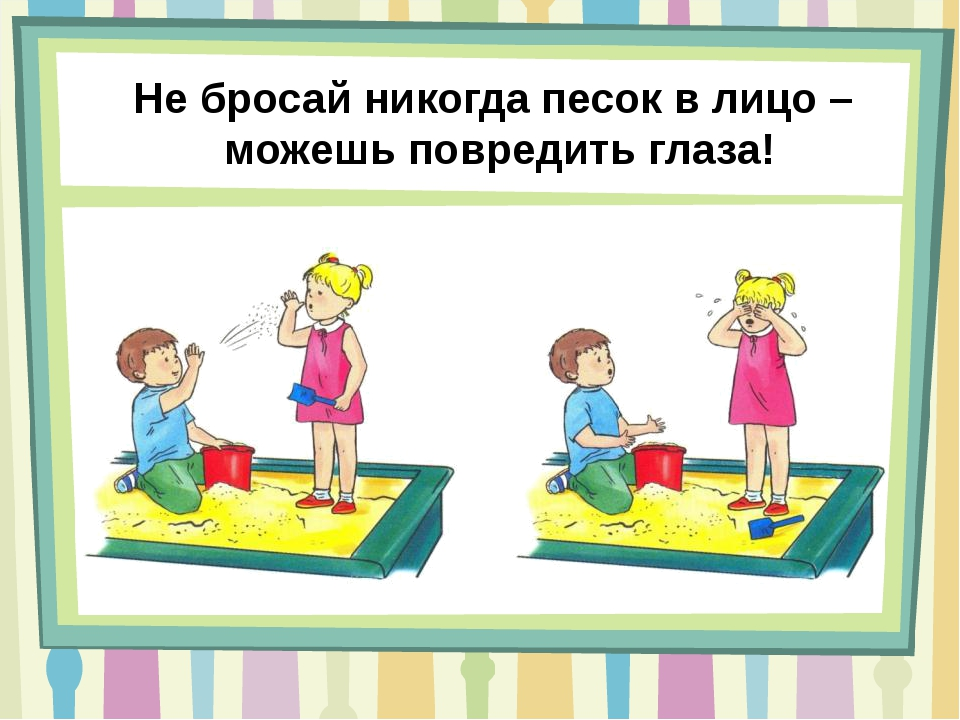 Не бросай никогда песок в лицо –
можешь повредить глаза!